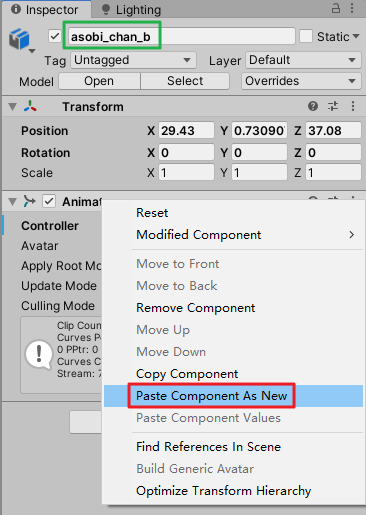 Inspector Lighting
asobi_chan_b Static
Tag Untagged Layer Default
Model Open Select Overrides
Transform
Position X 29.43 Y 0.73090 Z 37.08
Rotation X 0 Y 0 Z 0
Scale X 1 Y 1 Z 1
Animat
Reset
Controller
Modified Component
Avatar
Move to Front
Apply Root Mo
Move to Back
Update Mode
Remove Component
Culling Mode
Move Up
Clip Coun
Move Down
Curves P
0 PPtr: 0
Copy Component
Curves C
Stream: 7
Paste Component As New
Paste Component Values
Find References In Scene
Build Generic Avatar
Optimize Transform Hierarchy